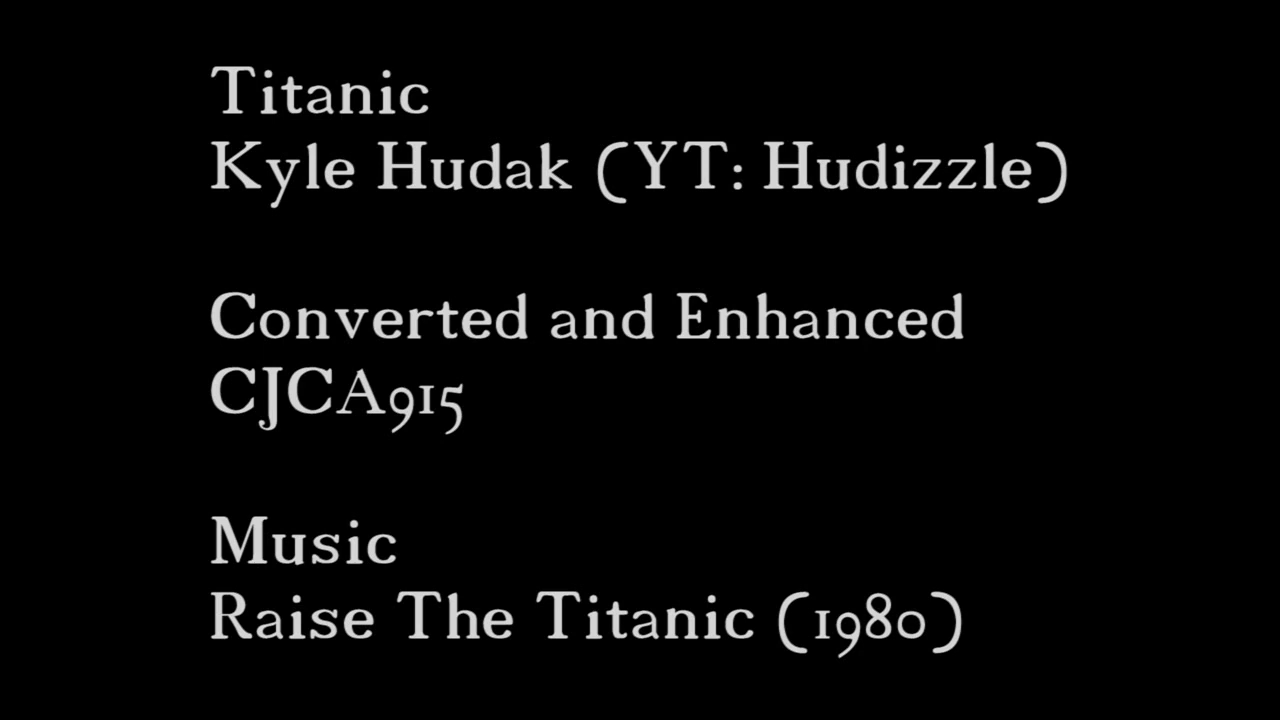 Titanic
Kyle Hudak (YT: Hudizzle)
Converted and Enhanced
CJCA915
Music
Raise The Titanic (1980)